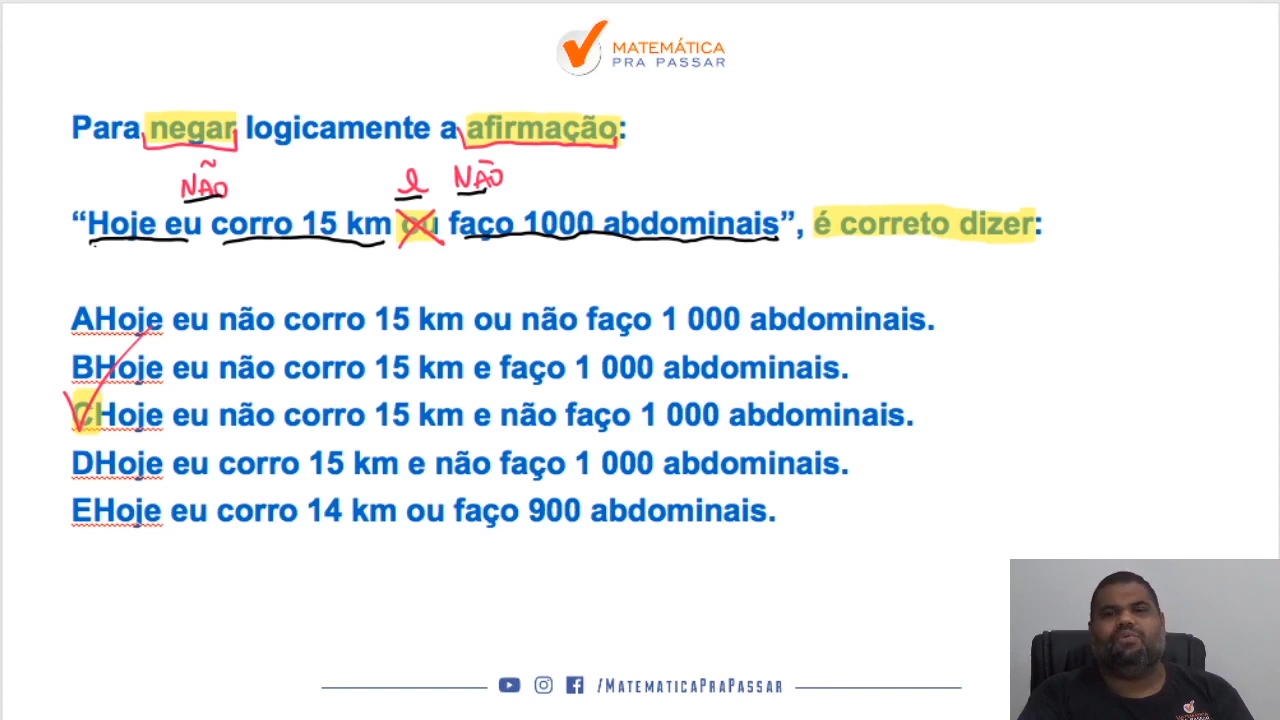 MATEMÁTICA
PRA PASSAR
Para negar logicamente a afirmação:
NÃO e NÃO
“Hoje eu corro 15 km ou faço 1000 abdominais”, é correto dizer:
AHoje eu não corro 15 km ou não faço 1 000 abdominais.
BHoje eu não corro 15 km e faço 1 000 abdominais.
CHoje eu não corro 15 km e não faço 1 000 abdominais.
DHoje eu corro 15 km e não faço 1 000 abdominais.
EHoje eu corro 14 km ou faço 900 abdominais.
/MATEMATICAPRAPASSAR